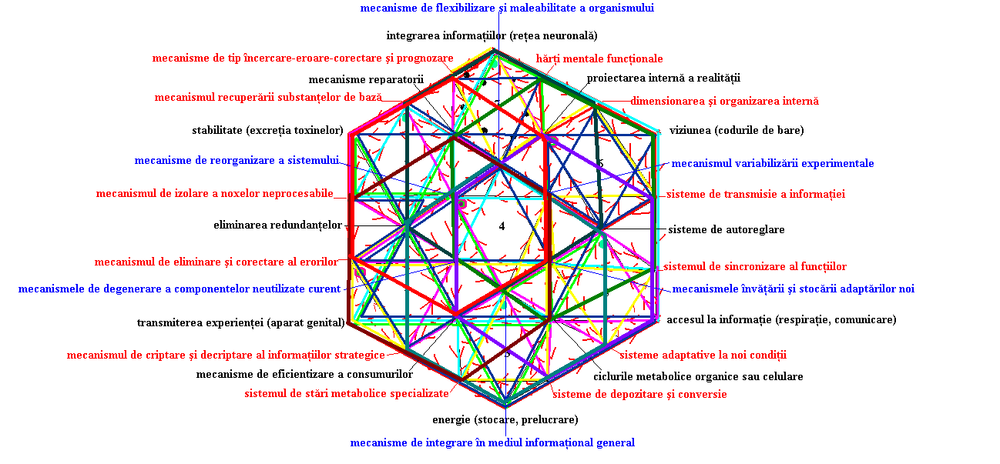 mecanisme de flexibilizare și maleabilitate a organismului
integrarea informațiilor (rețea neuronală)
mecanisme de tip încercare-eroare-corectare și prognozare
hărți mentale funcționale
mecanisme reparatorii
proiectarea internă a realității
mecanismul recuperării substanțelor de bază
dimensionarea și organizarea internă
stabilitate (excreția toxinelor)
viziunea (codurile de bare)
mecanisme de reorganizare a sistemului
mecanismul variabilizării experimentale
mecanismul de izolare a noxelor neprocesabile
sisteme de transmisie a informației
eliminarea redundanțelor
4
sisteme de autoreglare
mecanismul de eliminare și corectare al erorilor
sistemul de sincronizare al funcțiilor
mecanismele de degenerare a componentelor neutilizate curent
mecanismele învățării și stocării adaptărilor noi
transmiterea experienței (aparat genital)
accesul la informație (respirație, comunicare)
mecanismul de criptare și decriptare al informațiilor strategice
sisteme adaptative la noi condiții
mecanisme de eficientizare a consumurilor
ciclurile metabolice organice sau celulare
sistemul de stări metabolice specializate
sisteme de depozitare și conversie
energie (stocare, prelucrare)
mecanisme de integrare în mediul informațional general